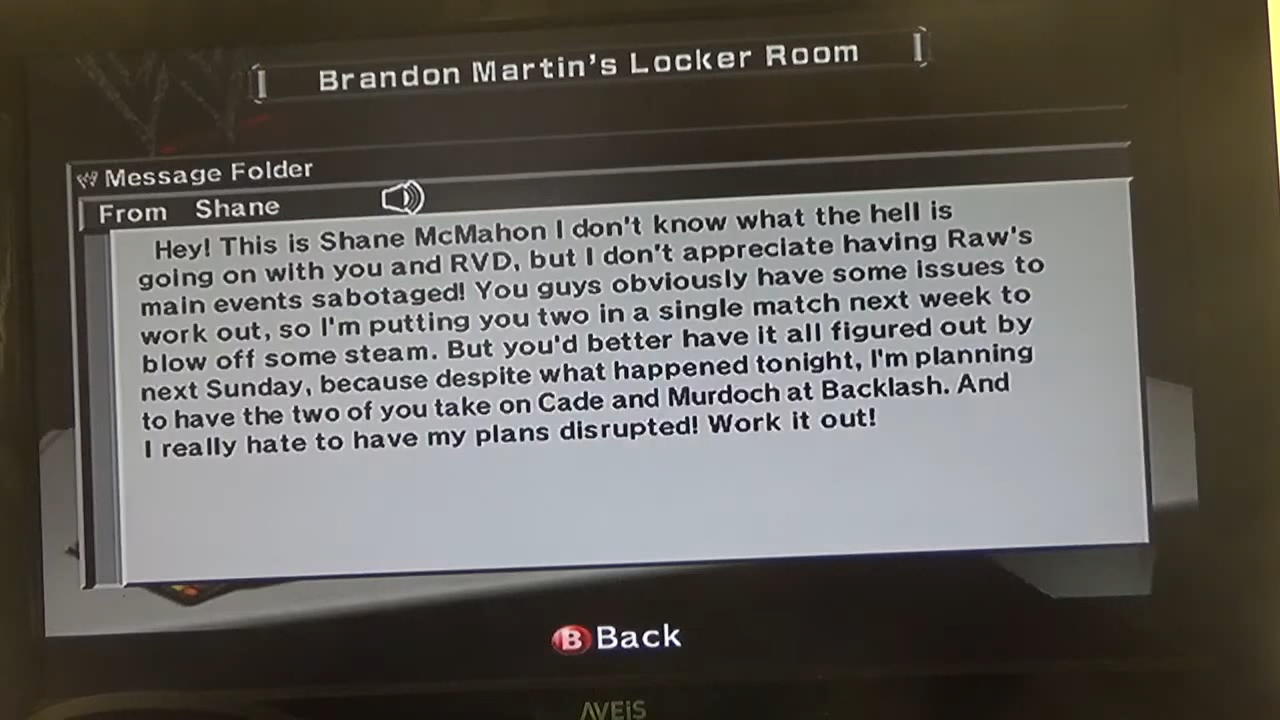 Brandon Martin's Locker Room
Message Folder
From Shane
Hey! This is Shane McMahon I don't know what the hell is
going on with you and RVD, but I don't appreciate having Raw's
main events sabotaged! You guys obviously have some issues to
work out, so I'm putting you two in a single match next week to
blow off some steam. But you'd better have it all figured out by
next Sunday, because despite what happened tonight, I'm planning
to have the two of you take on Cade and Murdoch at Backlash. And
I really hate to have my plans disrupted! Work it out!
B Back
AVEIS